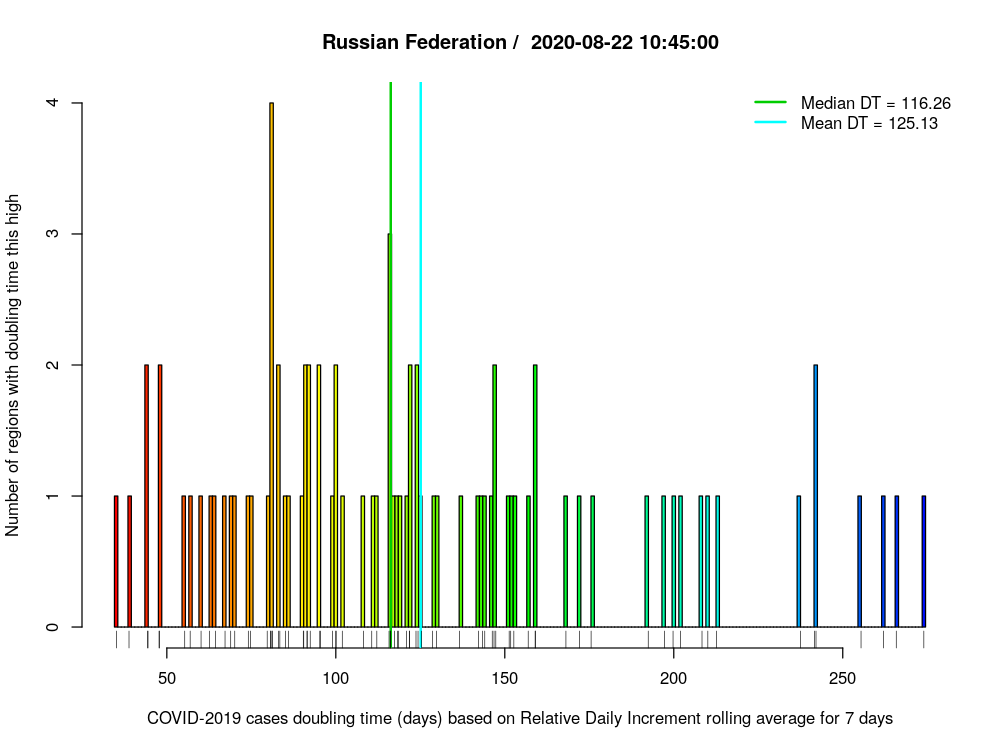 Russian Federation /  2020-08-22 10:45:00
Median DT = 116.26
Mean DT = 125.13
Number of regions with doubling time this high
4
3
2
1
0
50 100 150 200 250
COVID-2019 cases doubling time (days) based on Relative Daily Increment rolling average for 7 days